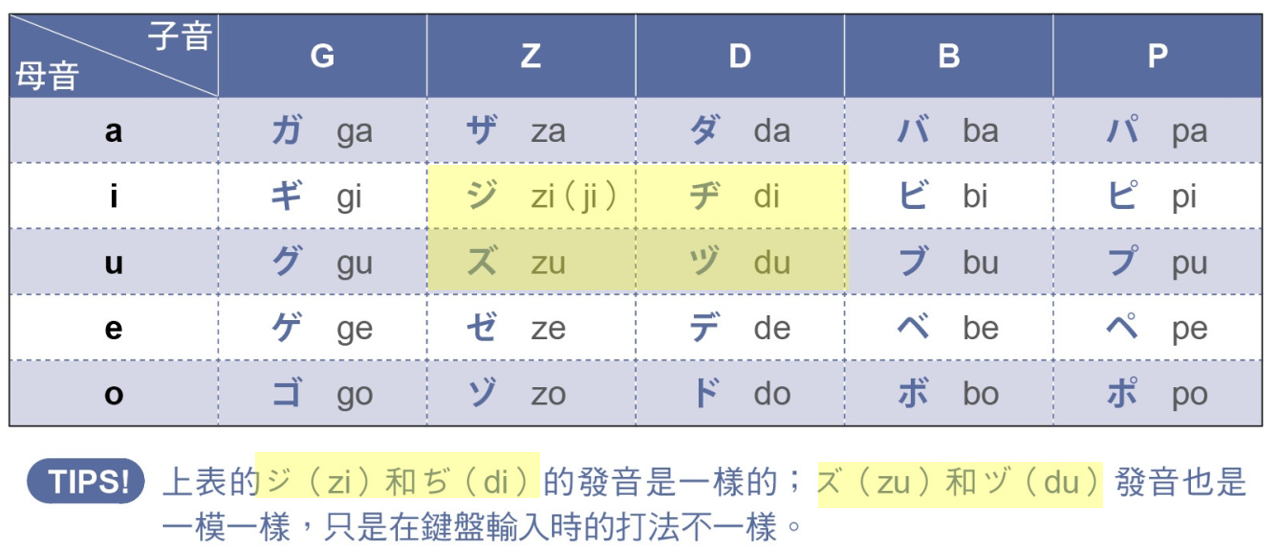 子音 G Z D B P
母音
a ガ ga ザ za ダ da バ ba パ pa
i ギ gi ジ zi（ji） ヂ di ビ bi ピ pi
u グ gu ズ zu ヅ du ブ bu プ pu
e ゲ ge ゼ ze デ de ベ be ペ pe
o ゴ go ゾ zo ド do ボ bo ポ po
TIPS! 上表的ジ（zi）和ぢ（di）的發音是一樣的；ズ（zu）和ヅ（du）發音也是
一模一樣，只是在鍵盤輸入時的打法不一樣。